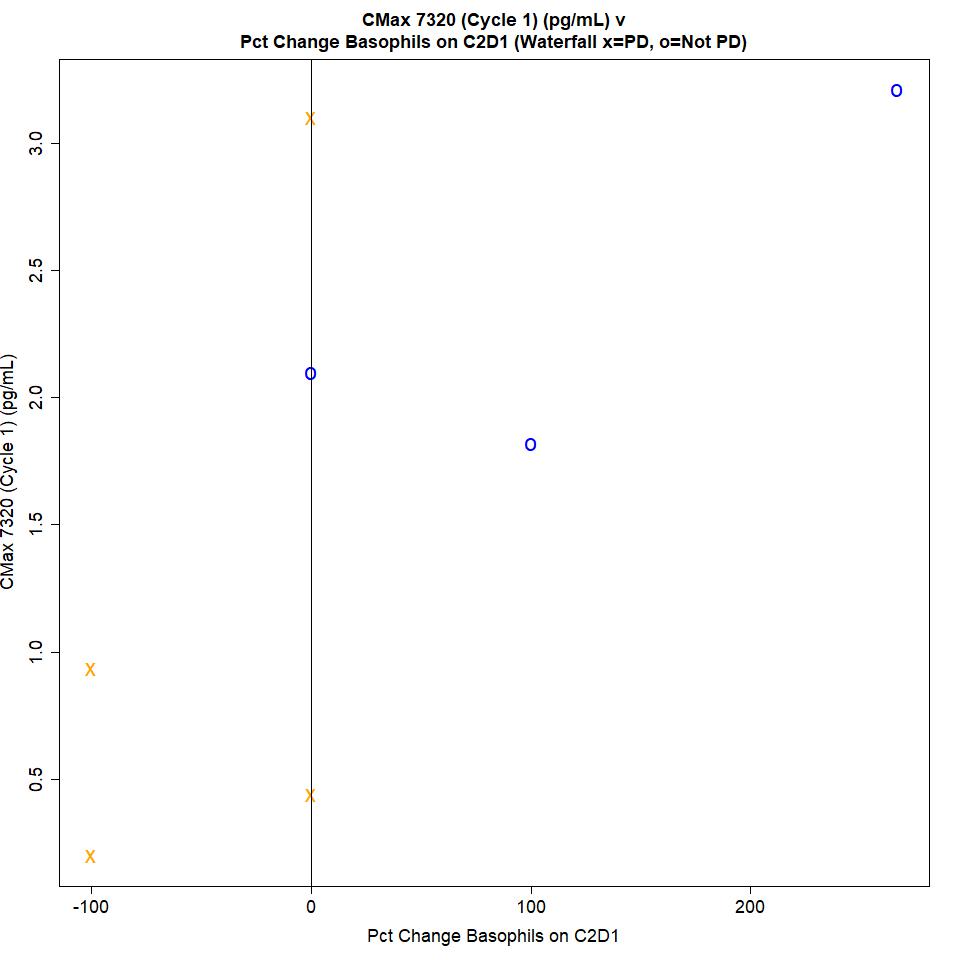 CMax 7320 (Cycle 1) (pg/mL) v
Pct Change Basophils on C2D1 (Waterfall x=PD, o=Not PD)
CMax 7320 (Cycle 1) (pg/mL)
3.0
2.5
2.0
1.5
1.0
0.5
x
o
o
o
x
x
x
-100
0
100
200
Pct Change Basophils on C2D1